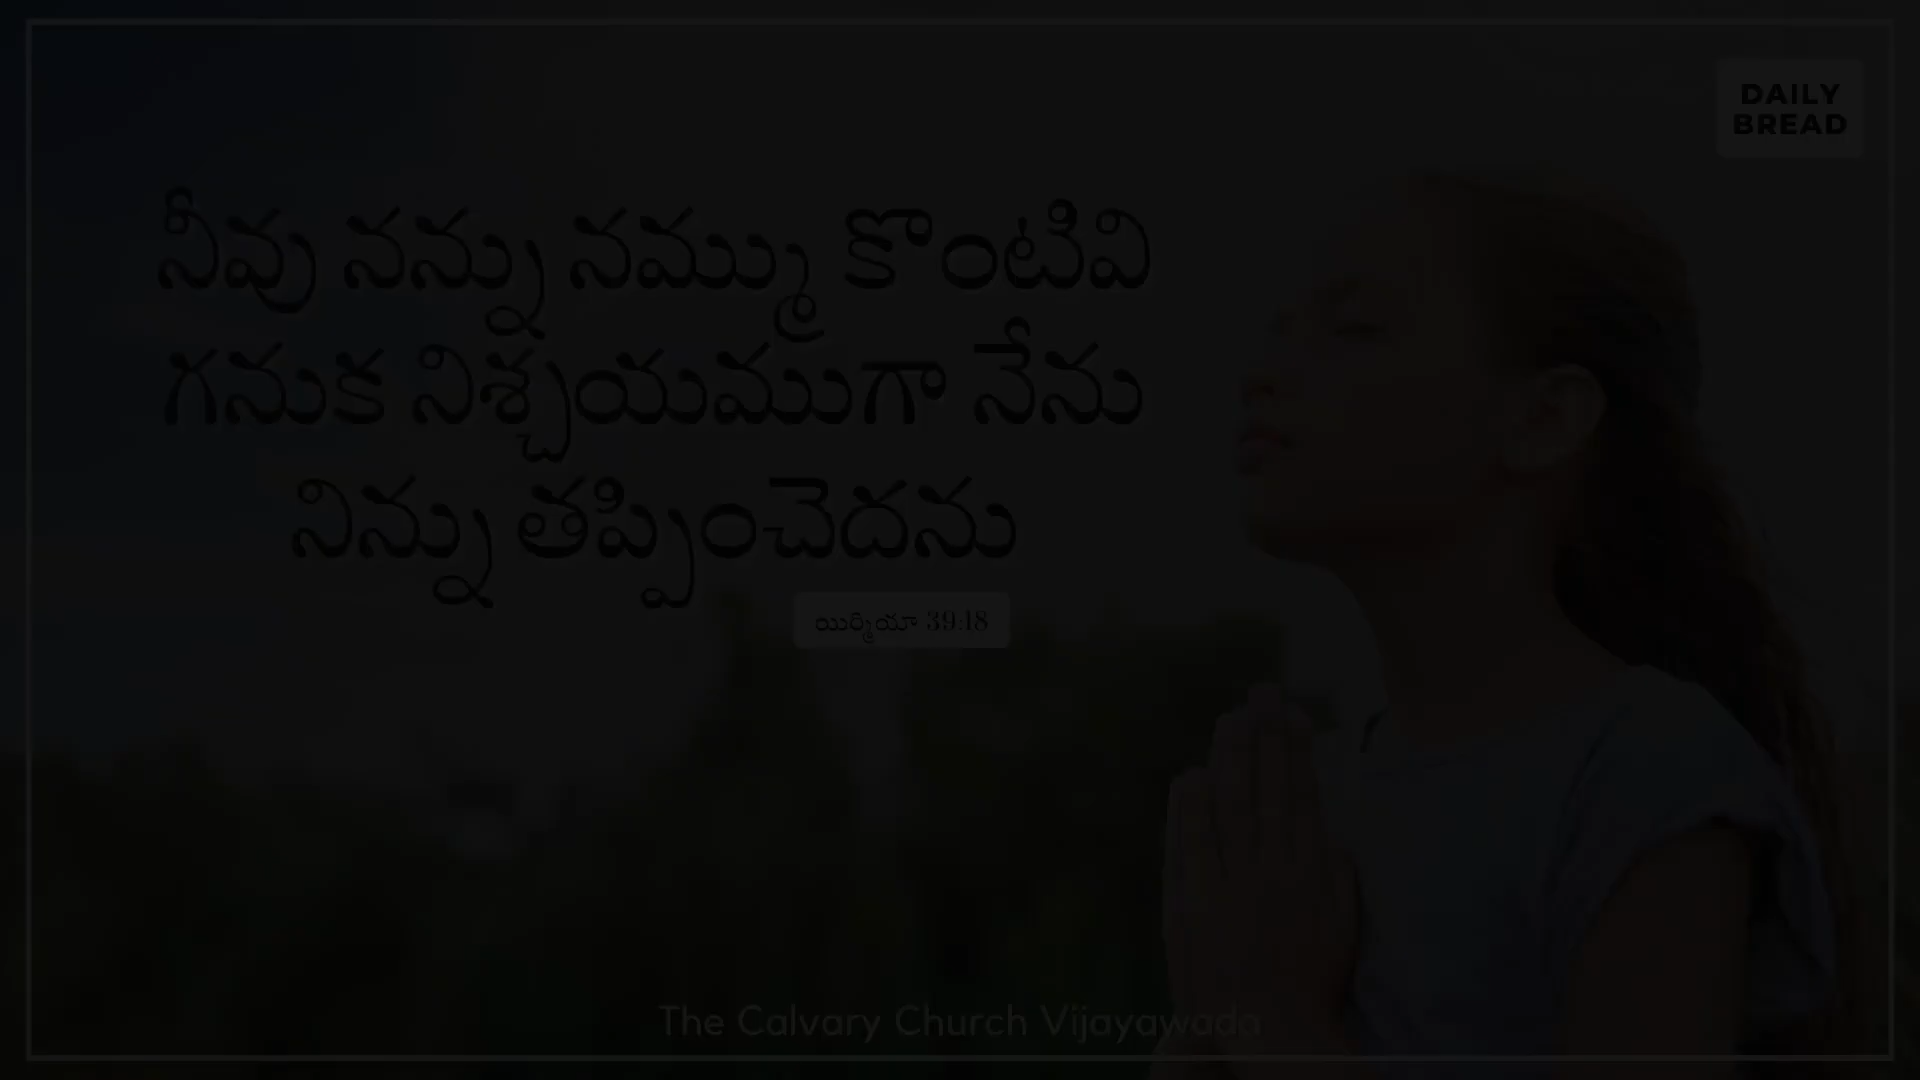 DAILY
BREAD
నీవు నన్ను నమ్ము కొంటివి
గనుక నిశ్చయముగా నేను
నిన్ను తప్పించెదను
యిర్మియా 39:18
The Calvary Church Vijayawada